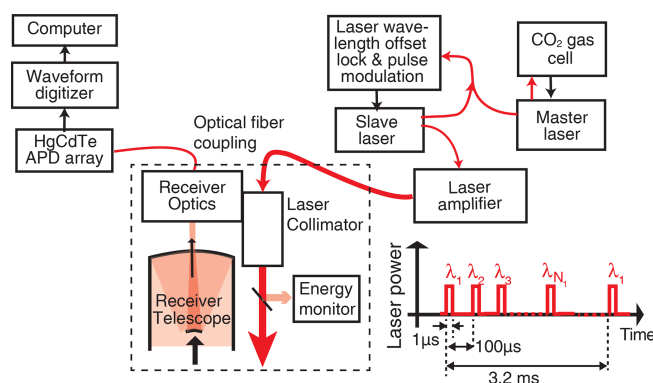 Computer
Waveform
digitizer
HgCdTe
APD array
Laser wave-
length offset
lock & pulse
modulation
CO₂ gas
cell
Slave
laser
Master
laser
Optical fiber
coupling
Receiver
Optics
Laser
Collimator
Laser
amplifier
Receiver
Telescope
Energy
monitor
Laser power
λ₁ λ₂ λ₃ λN₁ λ₁
Time
1µs
100µs
3.2 ms